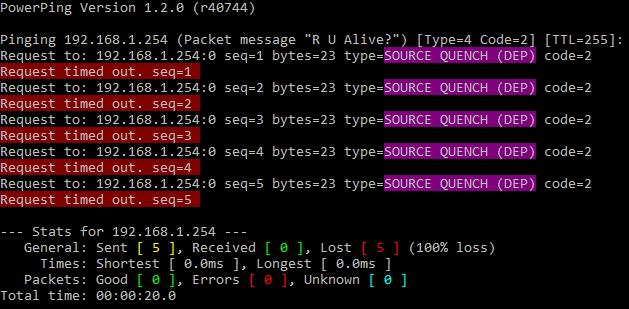 PowerPing Version 1.2.0 (r40744)
Pinging 192.168.1.254 (Packet message "R U Alive?") [Type=4 Code=2] [TTL=255]:
Request to: 192.168.1.254:0 seq=1 bytes=23 type=SOURCE QUENCH (DEP) code=2
Request timed out. seq=1
Request to: 192.168.1.254:0 seq=2 bytes=23 type=SOURCE QUENCH (DEP) code=2
Request timed out. seq=2
Request to: 192.168.1.254:0 seq=3 bytes=23 type=SOURCE QUENCH (DEP) code=2
Request timed out. seq=3
Request to: 192.168.1.254:0 seq=4 bytes=23 type=SOURCE QUENCH (DEP) code=2
Request timed out. seq=4
Request to: 192.168.1.254:0 seq=5 bytes=23 type=SOURCE QUENCH (DEP) code=2
Request timed out. seq=5
--- Stats for 192.168.1.254 ---
General: Sent [ 5 ], Received [ 0 ], Lost [ 5 ] (100% loss)
Times: Shortest [ 0.0ms ], Longest [ 0.0ms ]
Packets: Good [ 0 ], Errors [ 0 ], Unknown [ 0 ]
Total time: 00:00:20.0